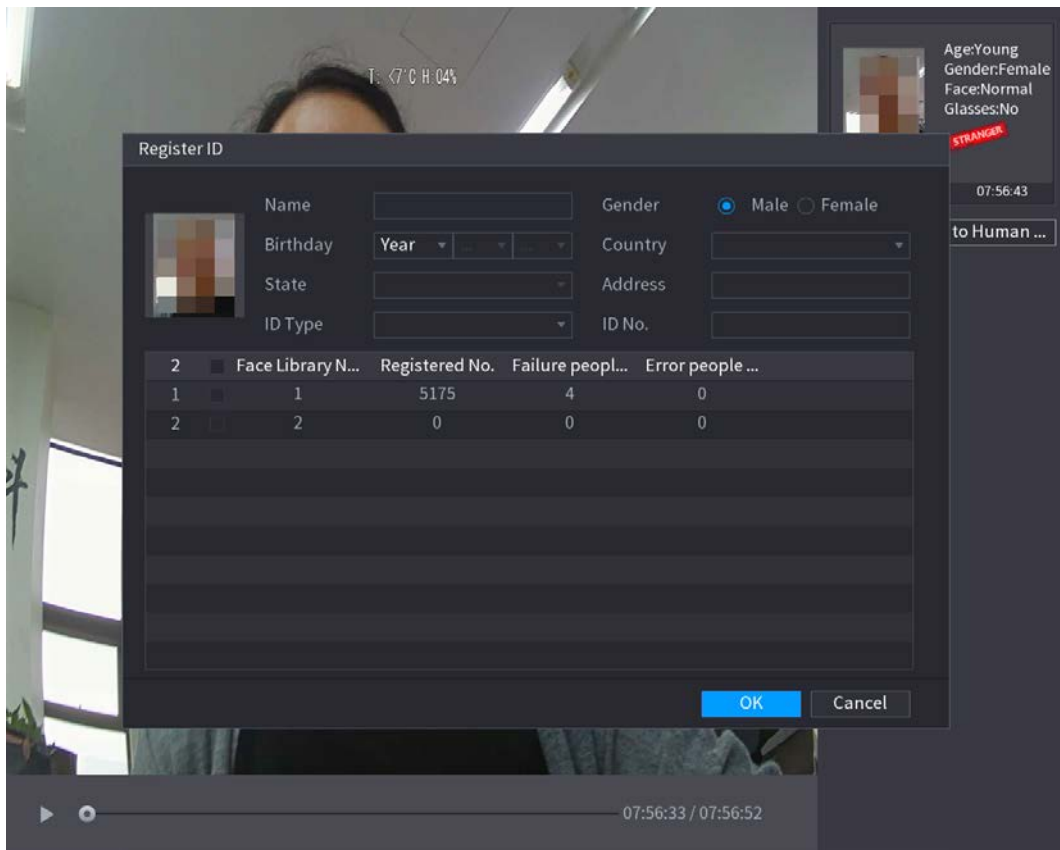 T: <7°C H:04%
Age:Young
Gender:Female
Face:Normal
Glasses:No
STRANGER
07:56:43
to Human ...
Register ID
Name
Gender Male Female
Birthday Year ... ...
Country
State
Address
ID Type
ID No.
2 Face Library N... Registered No. Failure peopl... Error people ...
1 1 5175 4 0
2 2 0 0 0
OK Cancel
07:56:33 / 07:56:52